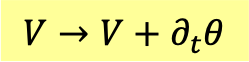 𝑉 → 𝑉 + ∂ₜ𝜃